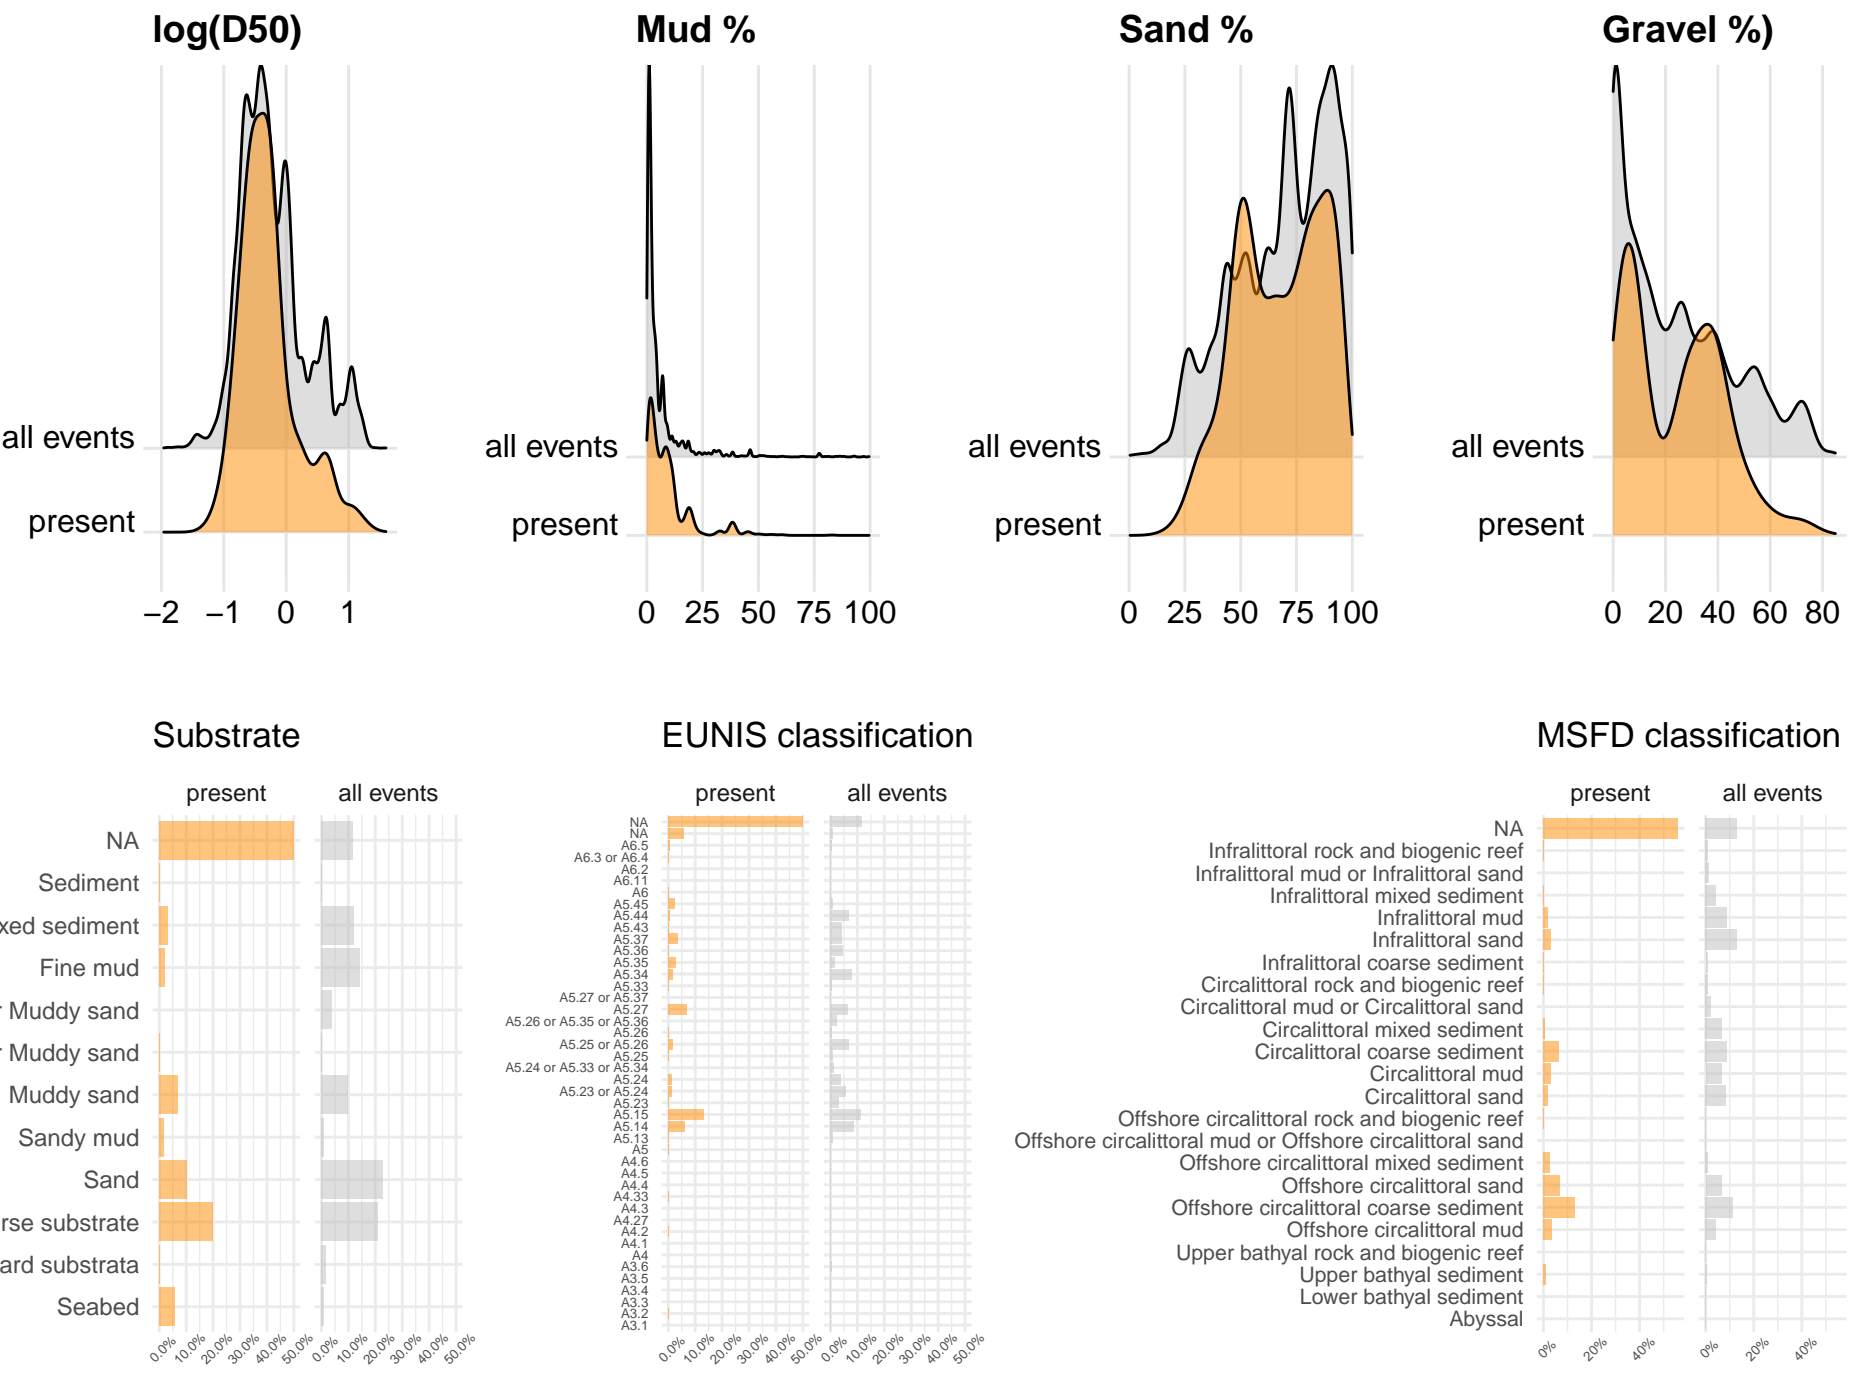 log(D50)
Mud %
Sand %
Gravel %)
all events
present
−2 −1 0 1
all events
present
0 25 50 75 100
all events
present
0 25 50 75 100
all events
present
0 20 40 60 80
Substrate
present all events
NA
Sediment
xed sediment
Fine mud
r Muddy sand
r Muddy sand
Muddy sand
Sandy mud
Sand
rse substrate
ard substrata
Seabed
0.0% 10.0% 20.0% 30.0% 40.0% 50.0% 0.0% 10.0% 20.0% 30.0% 40.0% 50.0%
EUNIS classification
present all events
NA
NA
A6.5
A6.3 or A6.4
A6.2
A6.11
A6
A5.45
A5.44
A5.43
A5.37
A5.36
A5.35
A5.34
A5.33
A5.27 or A5.37
A5.27
A5.26 or A5.35 or A5.36
A5.26
A5.25 or A5.26
A5.25
A5.24 or A5.33 or A5.34
A5.24
A5.23 or A5.24
A5.23
A5.15
A5.14
A5.13
A5
A4.6
A4.5
A4.4
A4.33
A4.3
A4.27
A4.2
A4.1
A4
A3.6
A3.5
A3.4
A3.3
A3.2
A3.1
0.0% 10.0% 20.0% 30.0% 40.0% 50.0% 0.0% 10.0% 20.0% 30.0% 40.0% 50.0%
MSFD classification
present all events
NA
Infralittoral rock and biogenic reef
Infralittoral mud or Infralittoral sand
Infralittoral mixed sediment
Infralittoral mud
Infralittoral sand
Infralittoral coarse sediment
Circalittoral rock and biogenic reef
Circalittoral mud or Circalittoral sand
Circalittoral mixed sediment
Circalittoral coarse sediment
Circalittoral mud
Circalittoral sand
Offshore circalittoral rock and biogenic reef
Offshore circalittoral mud or Offshore circalittoral sand
Offshore circalittoral mixed sediment
Offshore circalittoral sand
Offshore circalittoral coarse sediment
Offshore circalittoral mud
Upper bathyal rock and biogenic reef
Upper bathyal sediment
Lower bathyal sediment
Abyssal
0% 20% 40% 0% 20% 40%